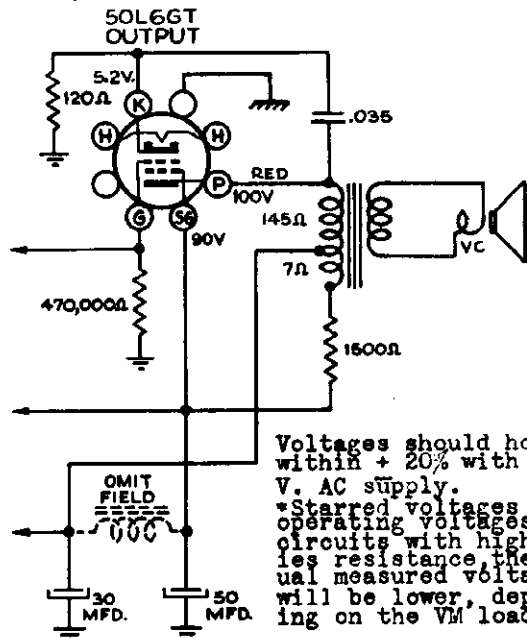 50L6GT
OUTPUT
5.2V.
120Ω
K
H
H
.035
RED
P
100V
G
SG
90V
145Ω
7Ω
VC
470,000Ω
1500Ω
Voltages should ho
within + 20% with
V. AC supply.
*Starred voltages
operating voltages
circuits with high
ies resistance, the
ual measured volta
will be lower, dep
ing on the VM load
OMIT
FIELD
30
MFD.
50
MFD.